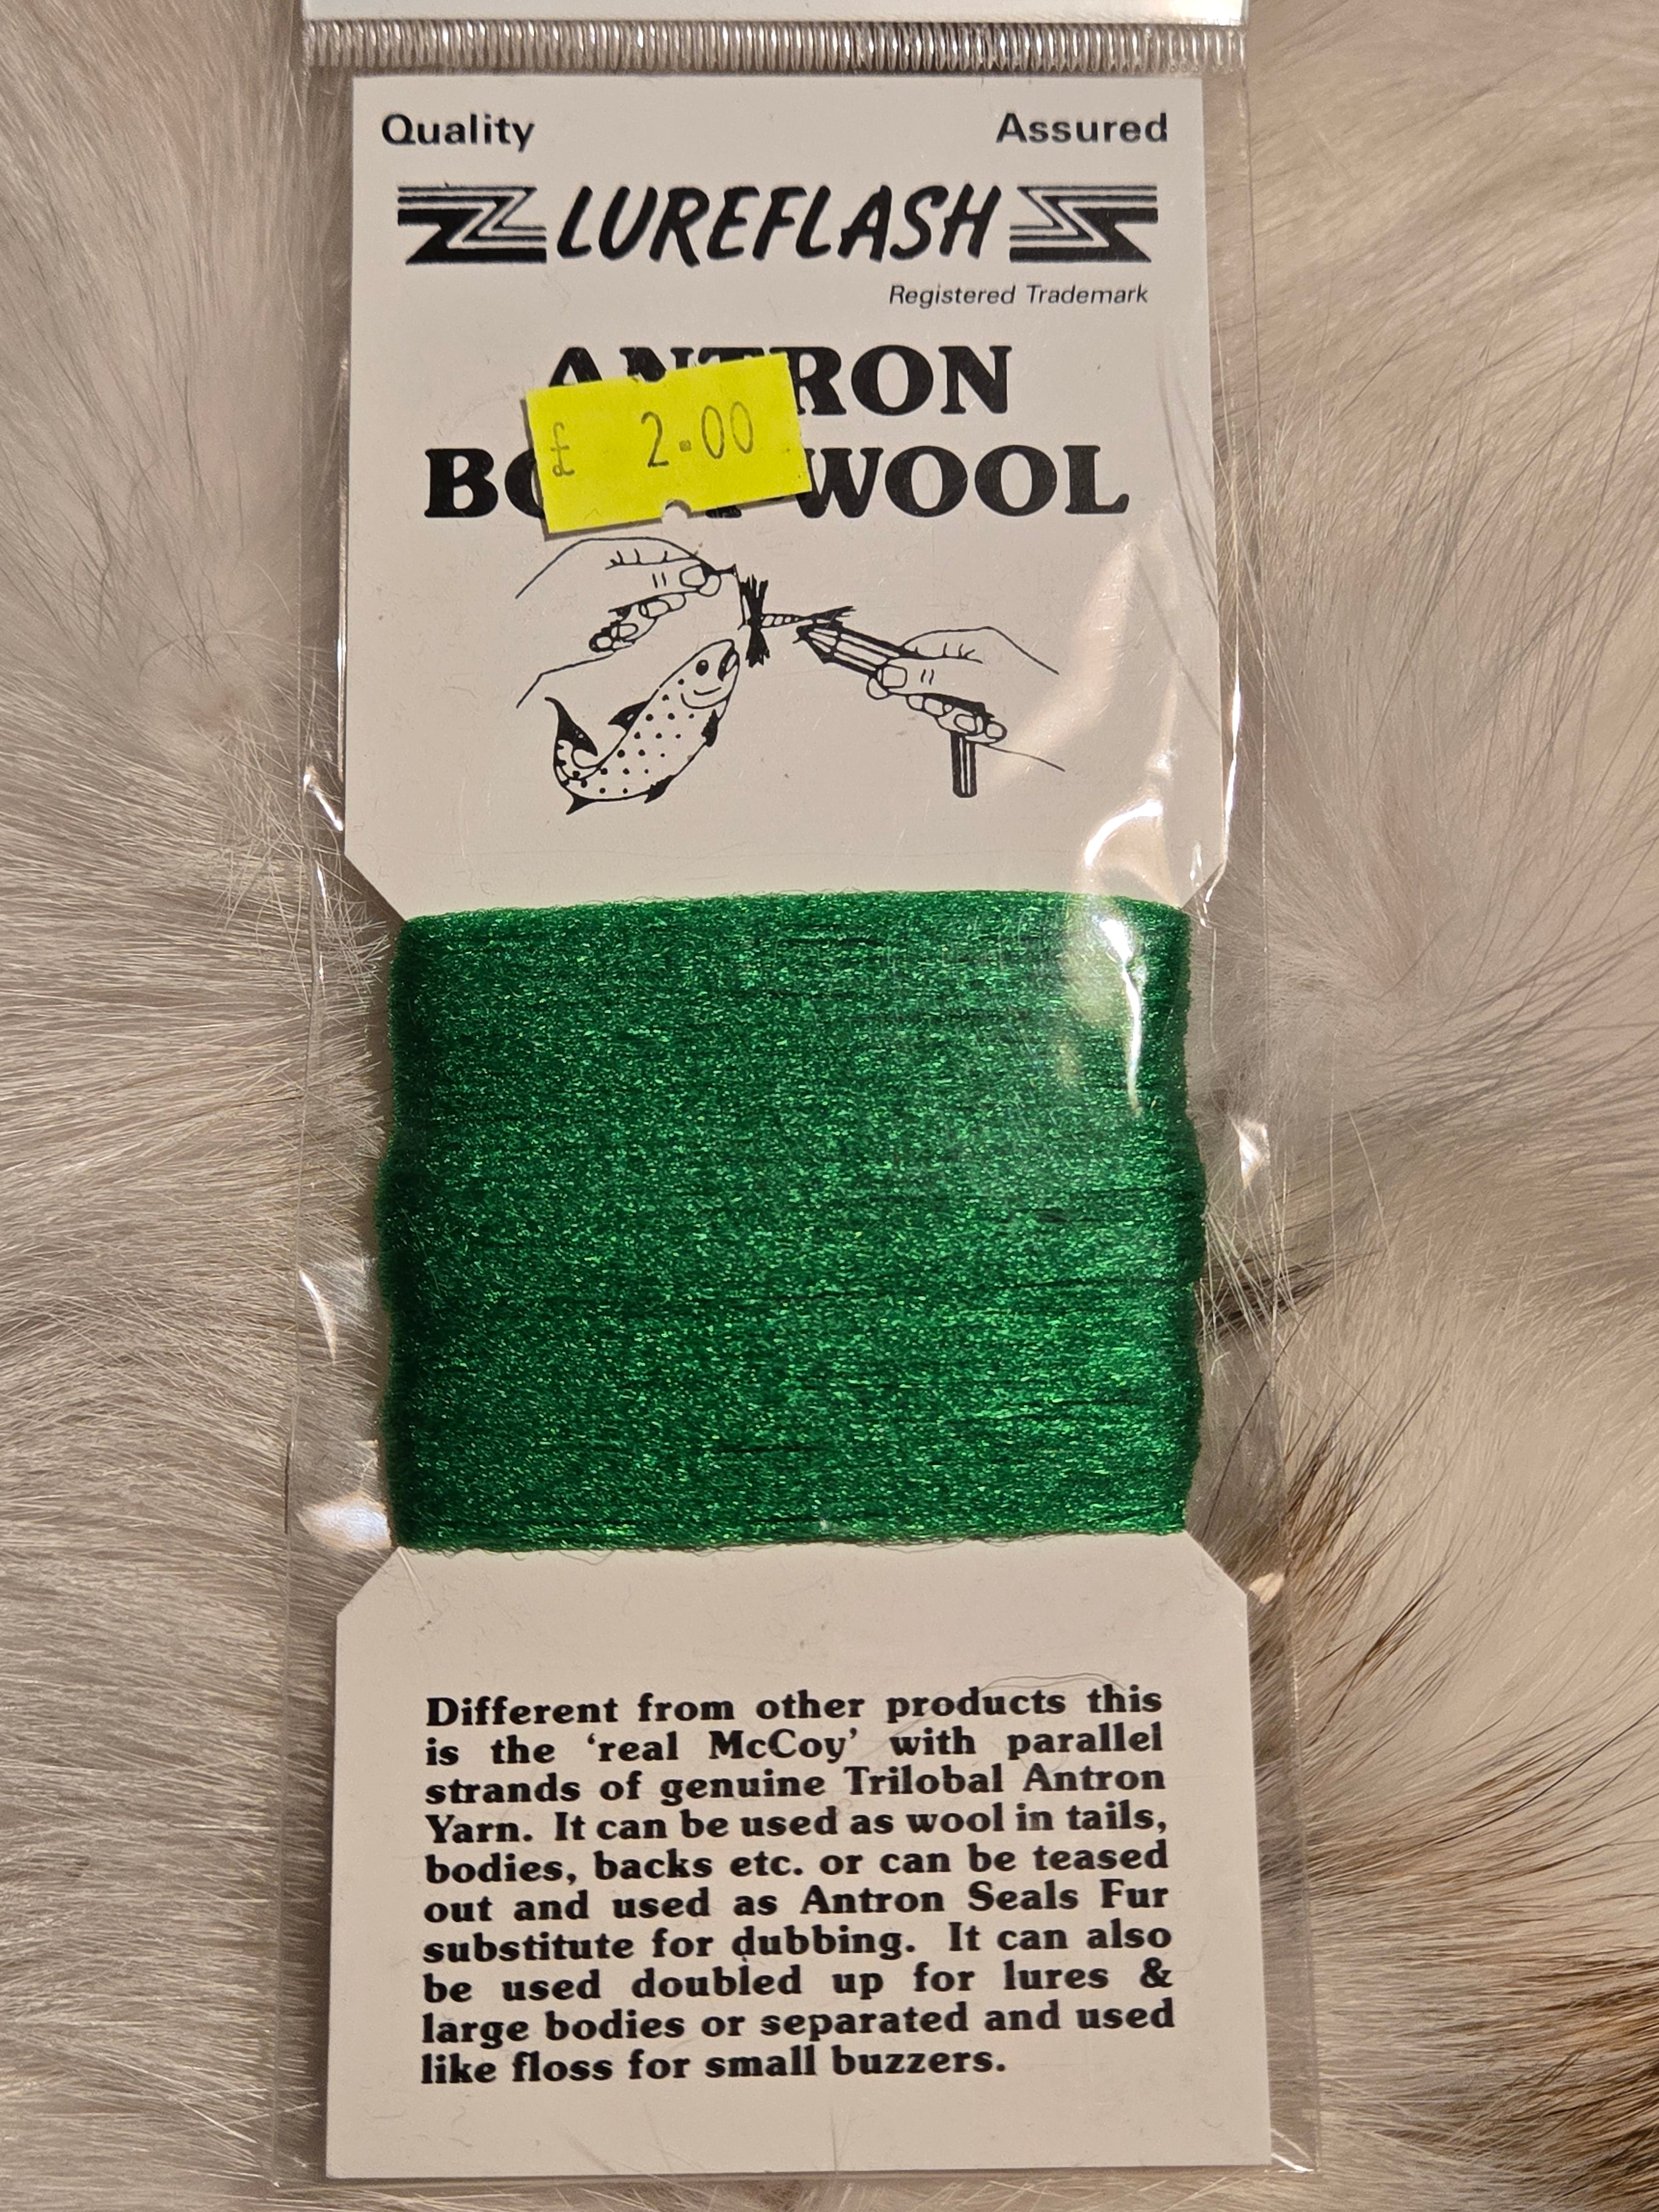 Quality Assured
LUREFLASH
Registered Trademark
ANTRON
£ 2.00
WOOL
Different from other products this
is the ‘real McCoy’ with parallel
strands of genuine Trilobal Antron
Yarn. It can be used as wool in tails,
bodies, backs etc. or can be teased
out and used as Antron Seals Fur
substitute for dubbing. It can also
be used doubled up for lures &
large bodies or separated and used
like floss for small buzzers.